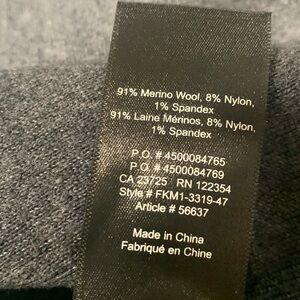 91% Merino Wool, 8% Nylon,
1% Spandex
91% Laine Mérinos, 8% Nylon,
1% Spandex
P.O. # 4500084765
P.O. # 4500084769
CA 23725 RN 122354
Style # FKM1-3319-47
Article # 56637
Made in China
Fabriqué en Chine